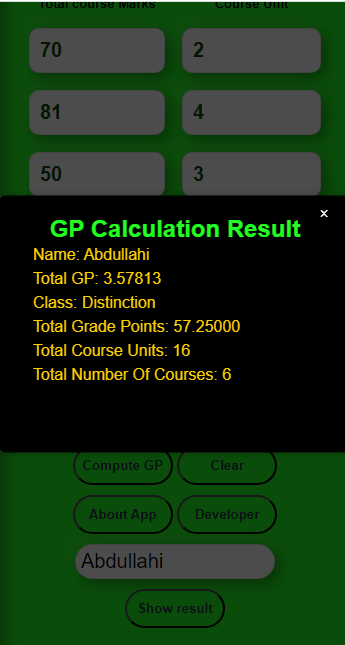 Total course Marks Course Unit
70 2
81 4
50 3
×
GP Calculation Result
Name: Abdullahi
Total GP: 3.57813
Class: Distinction
Total Grade Points: 57.25000
Total Course Units: 16
Total Number Of Courses: 6
Compute GP Clear
About App Developer
Abdullahi
Show result